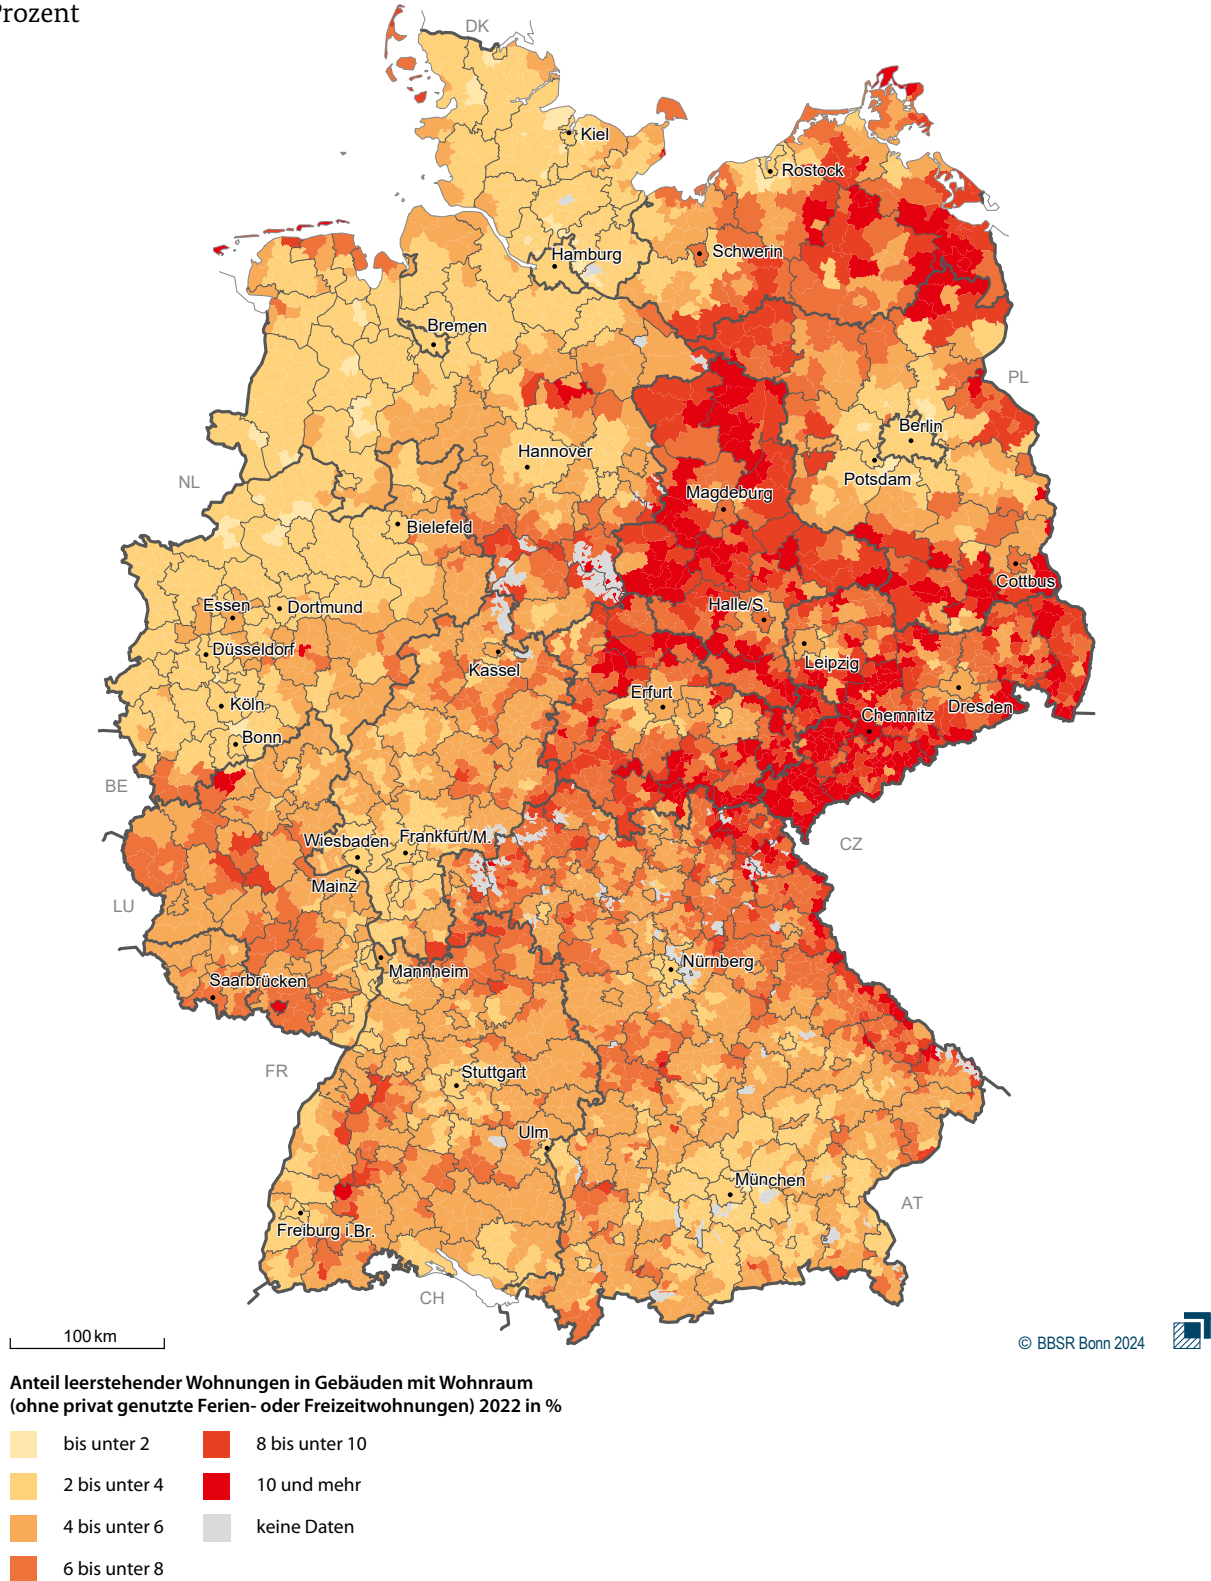 Prozent
DK
Kiel
Rostock
Hamburg
Schwerin
Bremen
PL
Berlin
Hannover
Potsdam
NL
Magdeburg
Bielefeld
Cottbus
Essen
Dortmund
Halle/S.
Düsseldorf
Leipzig
Kassel
Erfurt
Köln
Dresden
Chemnitz
Bonn
BE
Wiesbaden
Frankfurt/M.
CZ
Mainz
LU
Nürnberg
Mannheim
Saarbrücken
FR
Stuttgart
Ulm
München
AT
Freiburg i.Br.
CH
100 km
© BBSR Bonn 2024
Anteil leerstehender Wohnungen in Gebäuden mit Wohnraum
(ohne privat genutzte Ferien- oder Freizeitwohnungen) 2022 in %
bis unter 2
8 bis unter 10
2 bis unter 4
10 und mehr
4 bis unter 6
keine Daten
6 bis unter 8